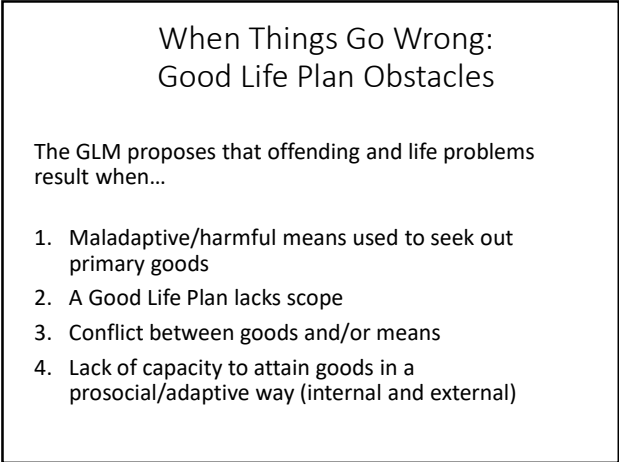 When Things Go Wrong:
Good Life Plan Obstacles
The GLM proposes that offending and life problems
result when…
1. Maladaptive/harmful means used to seek out
primary goods
2. A Good Life Plan lacks scope
3. Conflict between goods and/or means
4. Lack of capacity to attain goods in a
prosocial/adaptive way (internal and external)